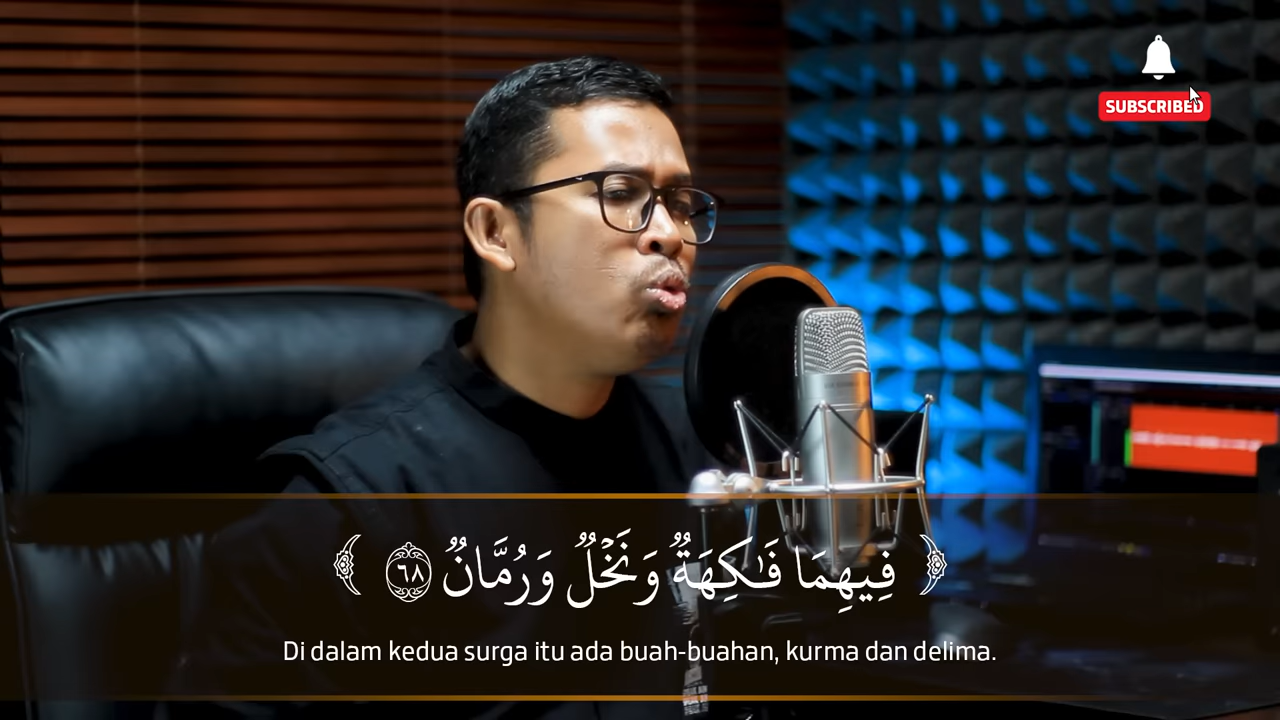 SUBSCRIBED
﴿ فِيهِمَا فَـٰكِهَةٌ وَنَخْلٌ وَرُمَّانٌ ٦٨ ﴾
Di dalam kedua surga itu ada buah-buahan, kurma dan delima.